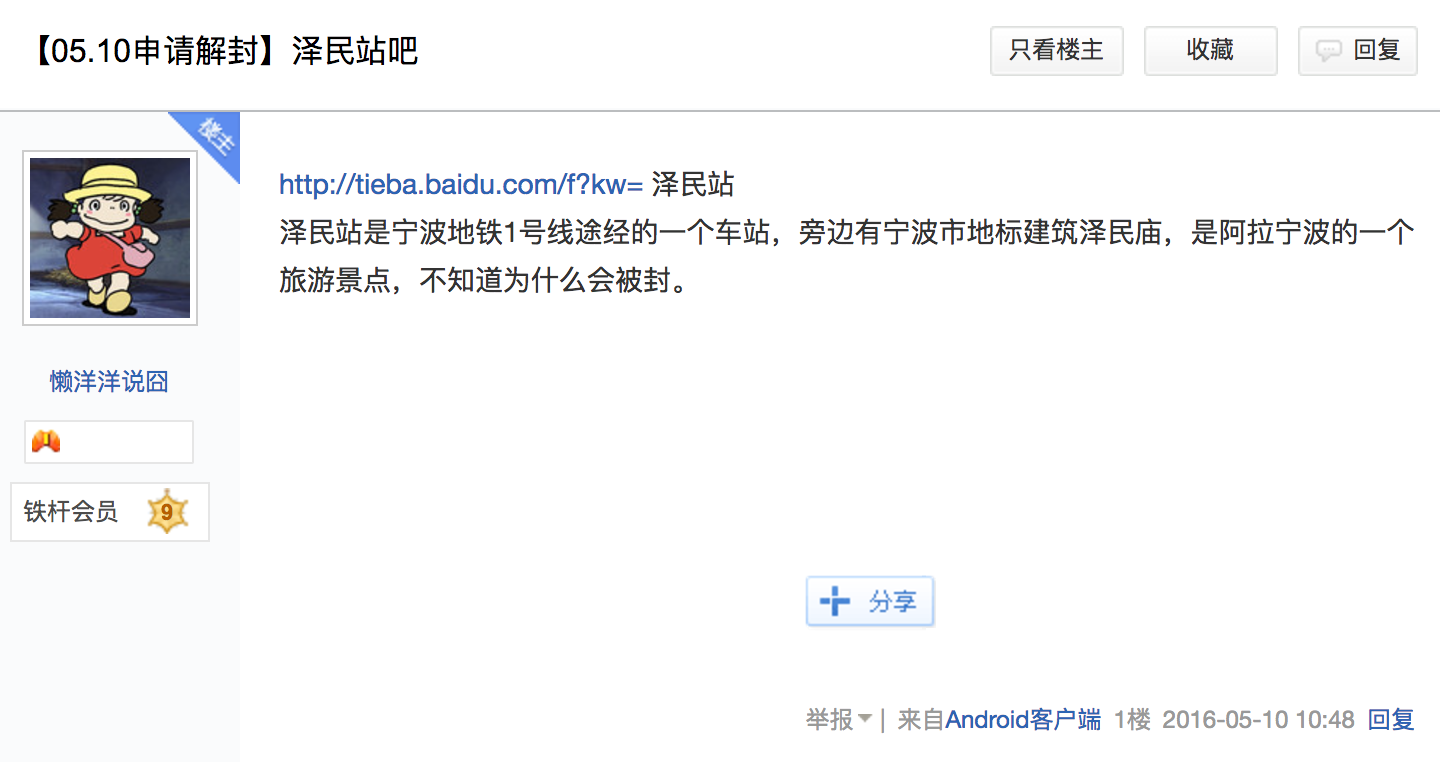 【05.10申请解封】泽民站吧
只看楼主
收藏
回复
楼主
http://tieba.baidu.com/f?kw= 泽民站
泽民站是宁波地铁1号线途经的一个车站，旁边有宁波市地标建筑泽民庙，是阿拉宁波的一个
旅游景点，不知道为什么会被封。
懒洋洋说囧
铁杆会员 9
分享
举报 | 来自Android客户端 1楼 2016-05-10 10:48 回复